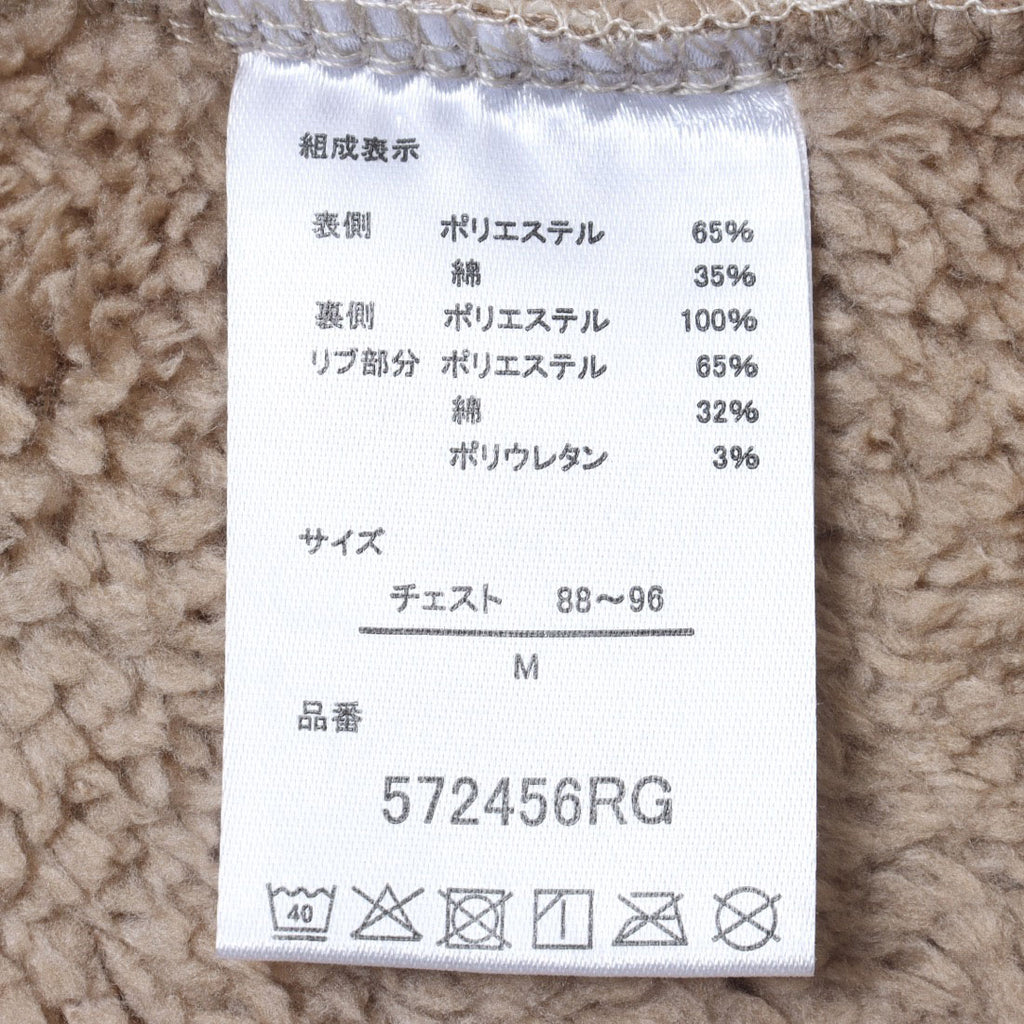 組成表示
表側 ポリエステル 65%
綿 35%
裏側 ポリエステル 100%
リブ部分 ポリエステル 65%
綿 32%
ポリウレタン 3%
サイズ
チェスト 88～96
M
品番
572456RG
40